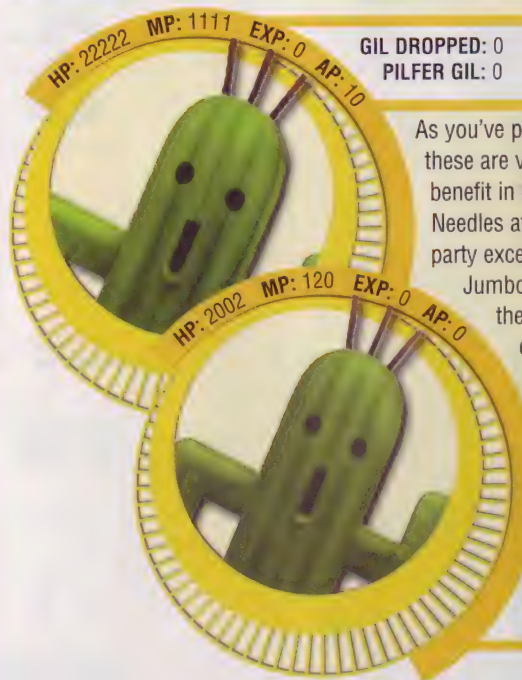 HP: 22222 MP: 1111 EXP: 0 AP: 10
GIL DROPPED: 0
PILFER GIL: 0
As you've p
these are v
benefit in
Needles a
party exce
Jumbo
the
HP: 2002 MP: 120 EXP: 0 AP: 0